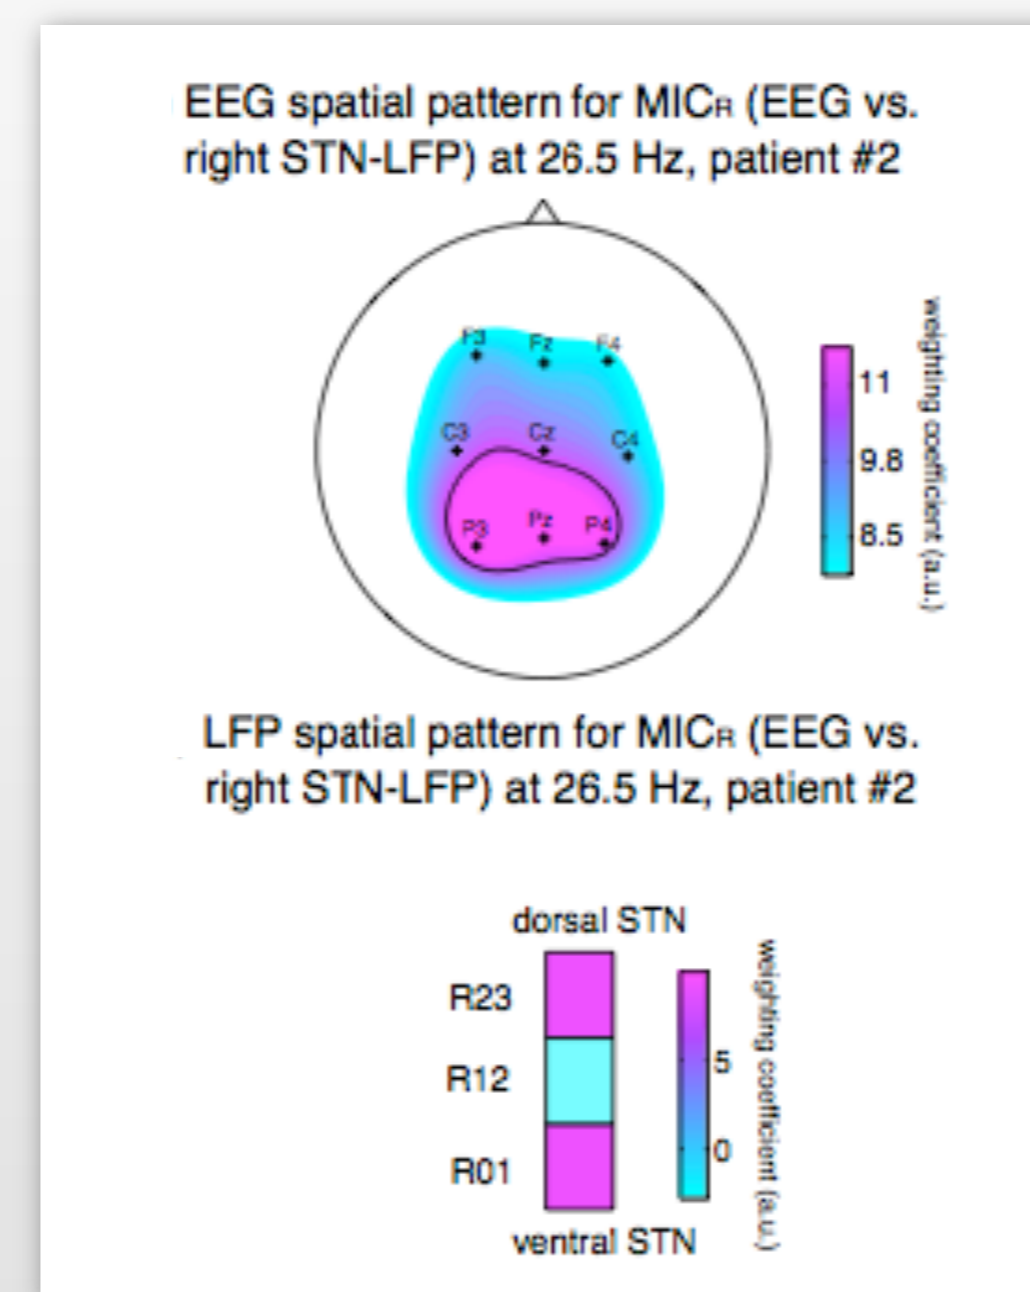 EEG spatial pattern for MICR (EEG vs.
right STN-LFP) at 26.5 Hz, patient #2
F3 Fz F4
C3 Cz C4
P3 Pz P4
11
9.8
8.5
weighting coefficient (a.u.)
LFP spatial pattern for MICR (EEG vs.
right STN-LFP) at 26.5 Hz, patient #2
dorsal STN
R23
R12
R01
ventral STN
5
0
weighting coefficient (a.u.)